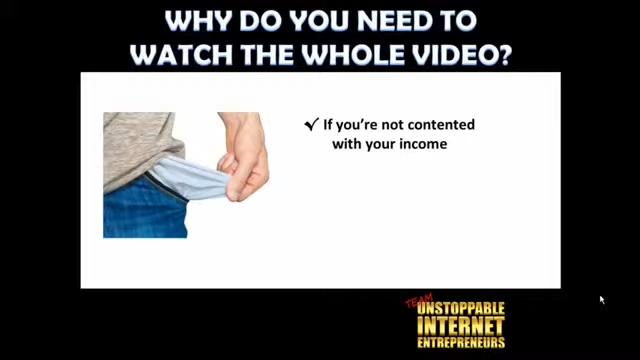 WHY DO YOU NEED TO
WATCH THE WHOLE VIDEO?
✓ If you're not contented
with your income
TEAM
UNSTOPPABLE
INTERNET
ENTREPRENEURS